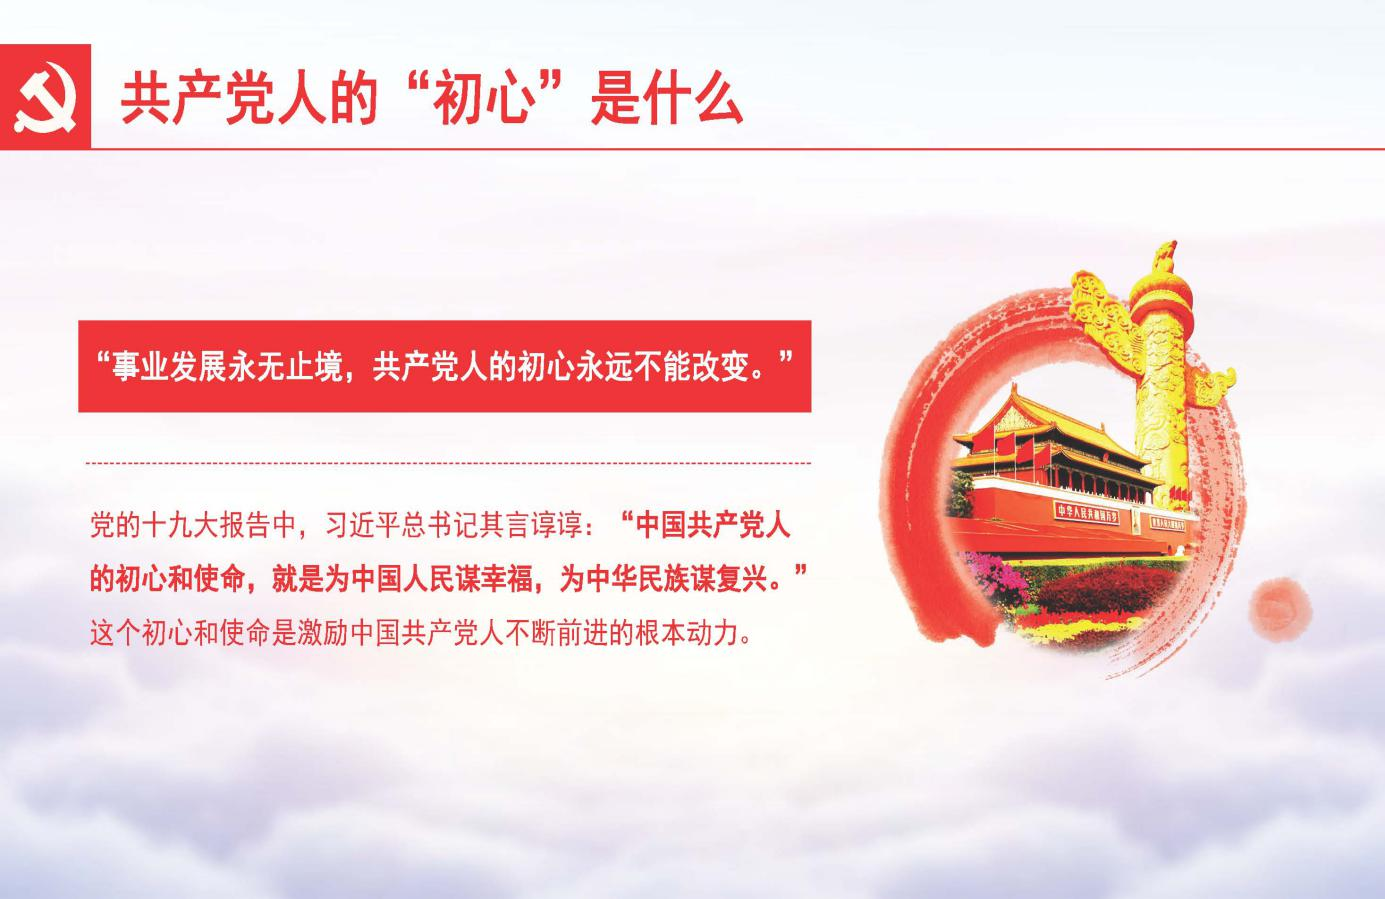 共产党人的“初心”是什么
“事业发展永无止境，共产党人的初心永远不能改变。”
党的十九大报告中，习近平总书记其言谆谆：“中国共产党人
的初心和使命，就是为中国人民谋幸福，为中华民族谋复兴。”
这个初心和使命是激励中国共产党人不断前进的根本动力。
中华人民共和国万岁